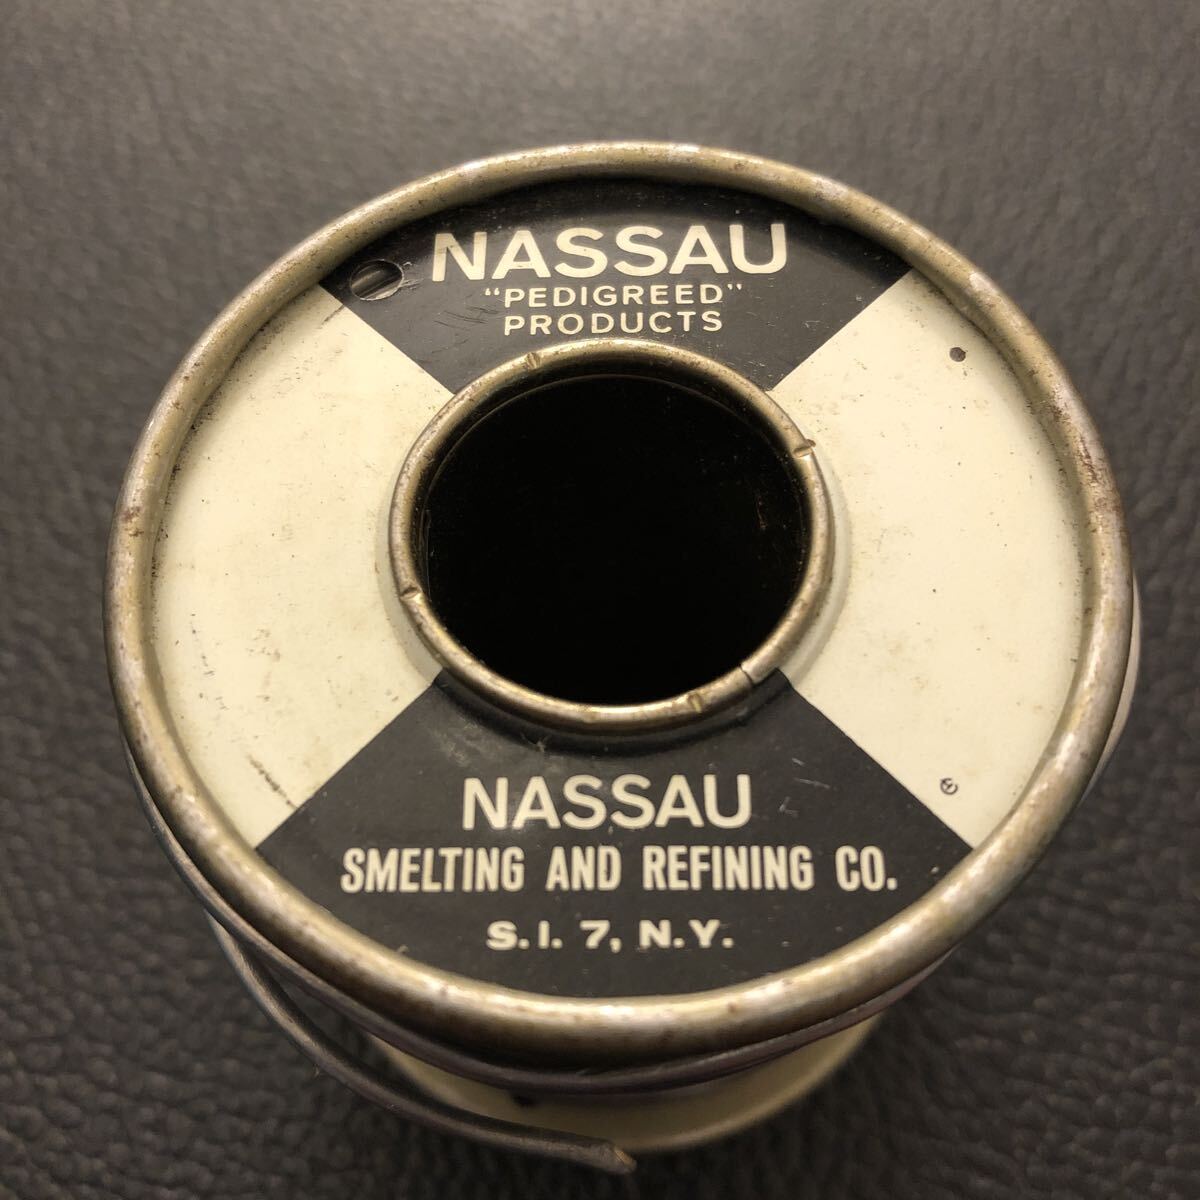 NASSAU
"PEDIGREED"
PRODUCTS
NASSAU
SMELTING AND REFINING CO.
S.I. 7, N.Y.